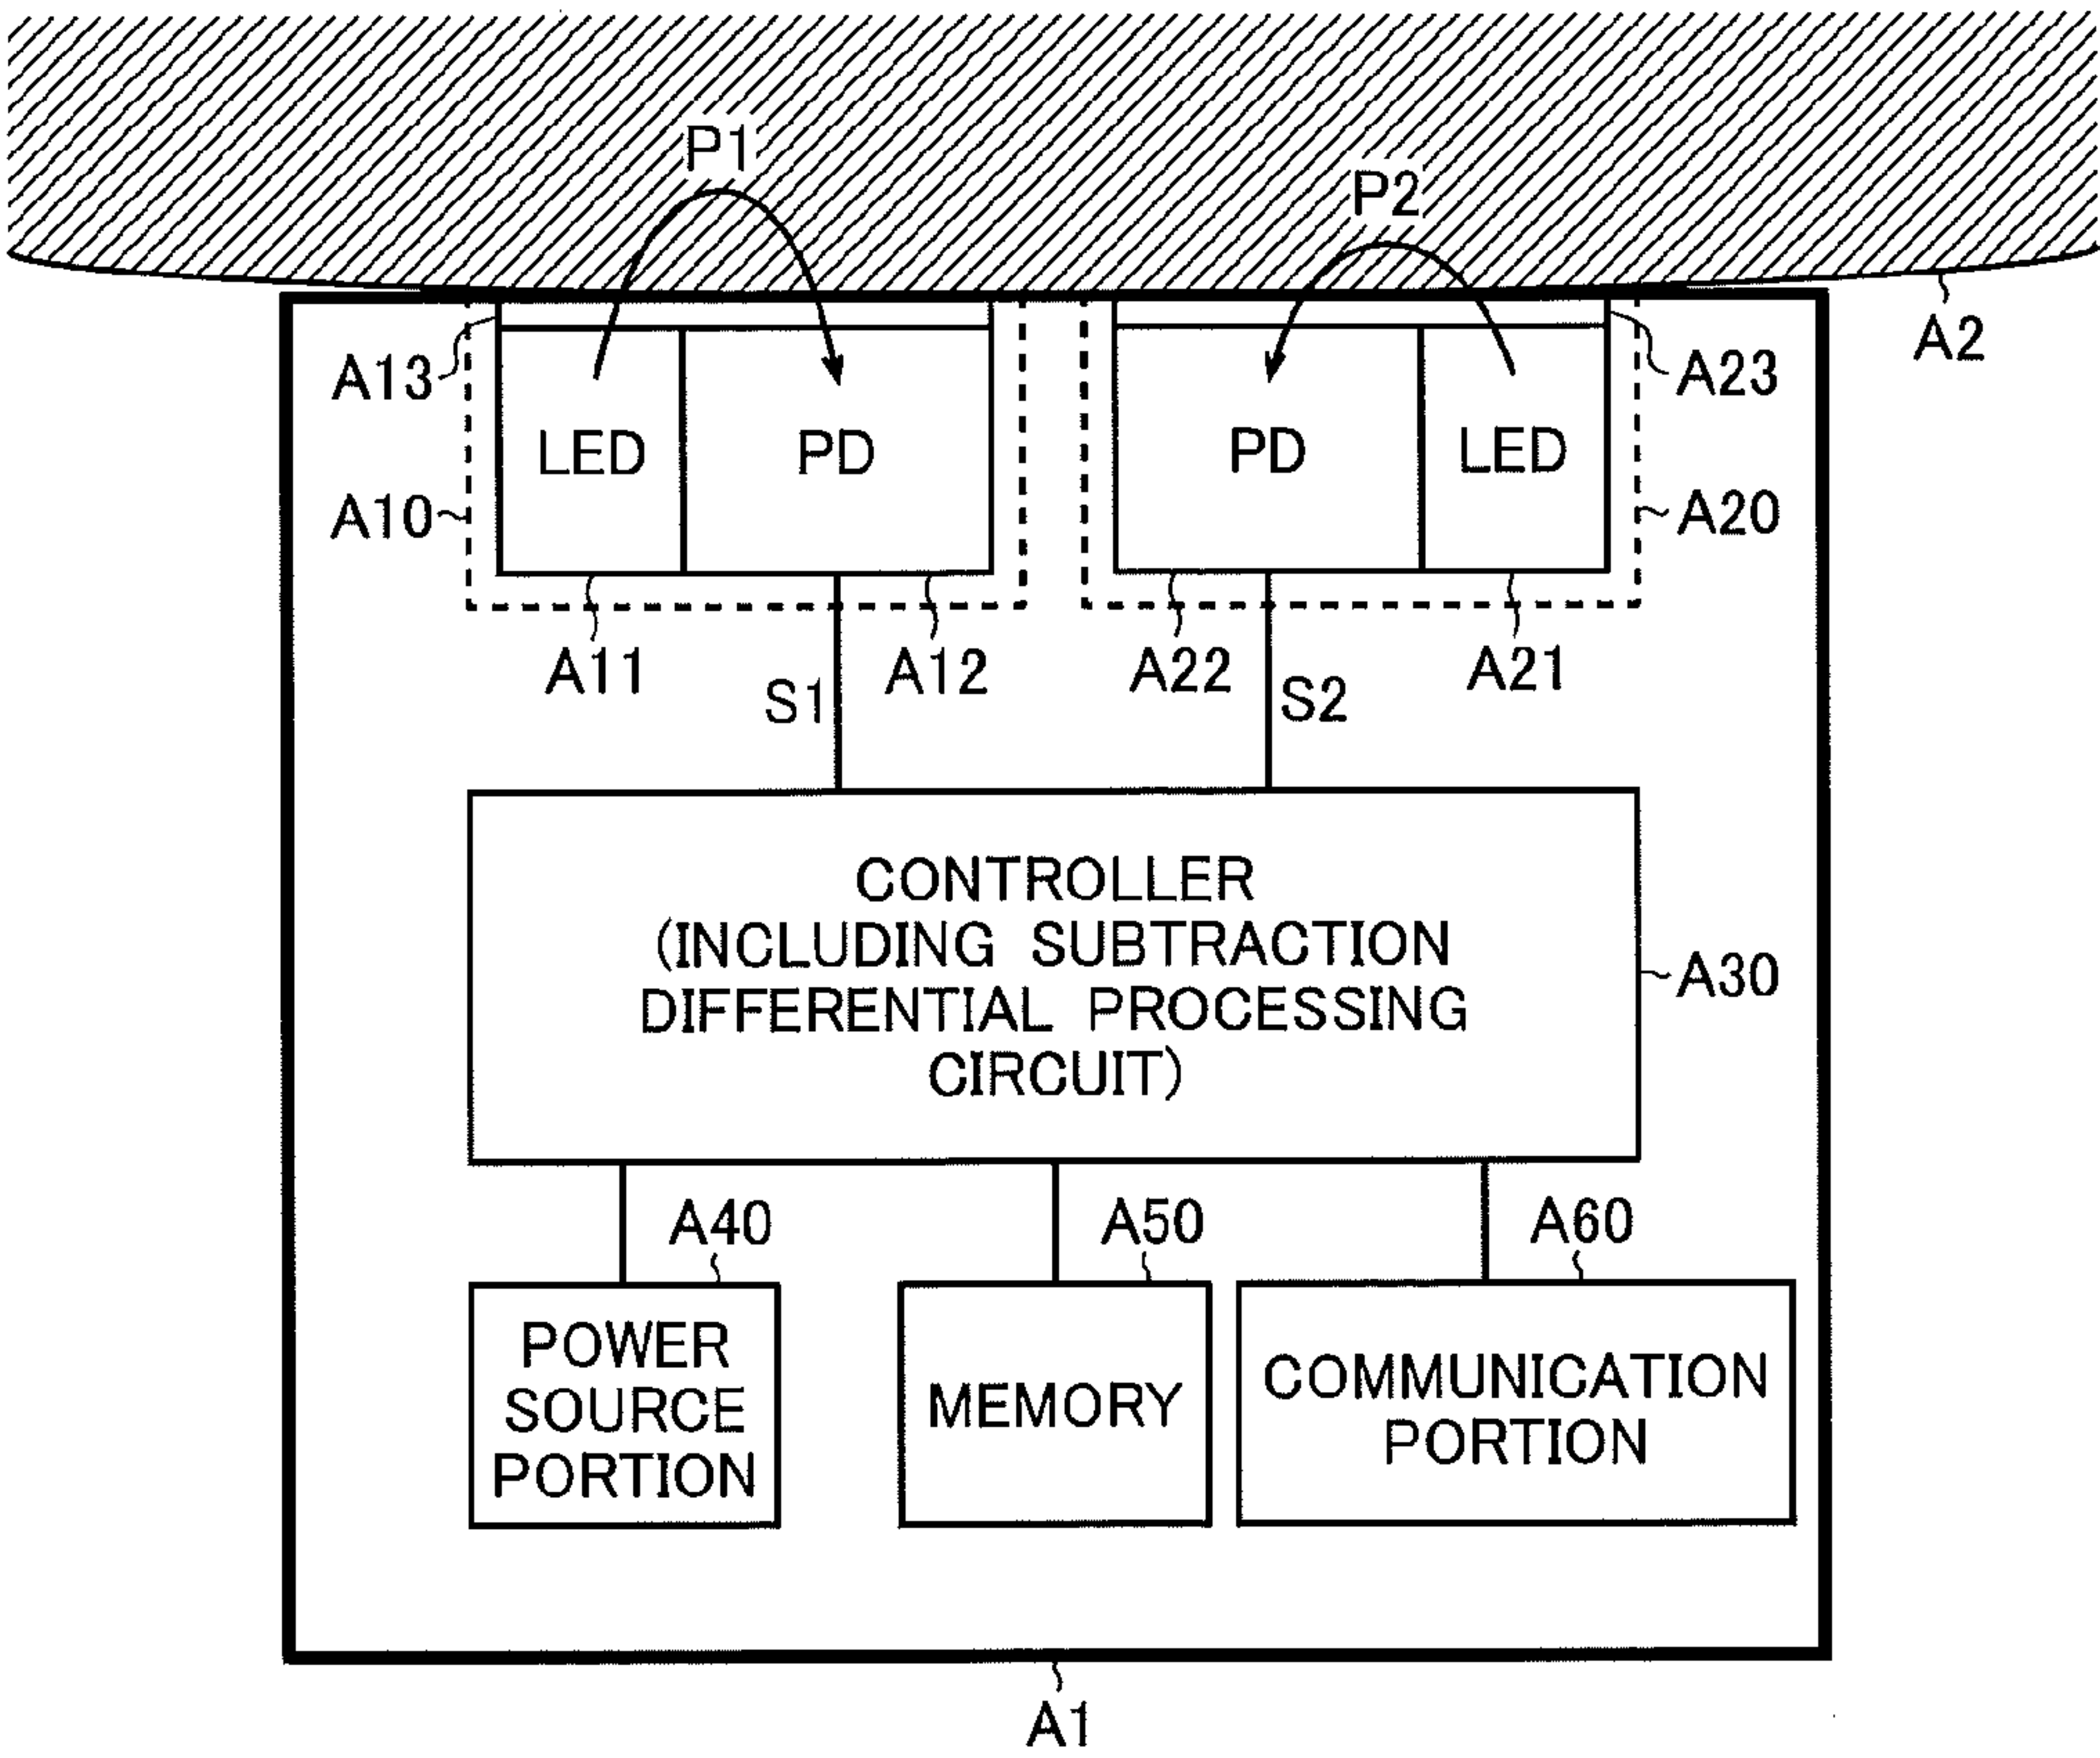 P1
P2
A2
A13
A23
LED
PD
PD
LED
A10
A20
A11
A12
A22
A21
S1
S2
CONTROLLER
(INCLUDING SUBTRACTION
DIFFERENTIAL PROCESSING
CIRCUIT)
A30
A40
A50
A60
POWER
SOURCE
PORTION
MEMORY
COMMUNICATION
PORTION
A1